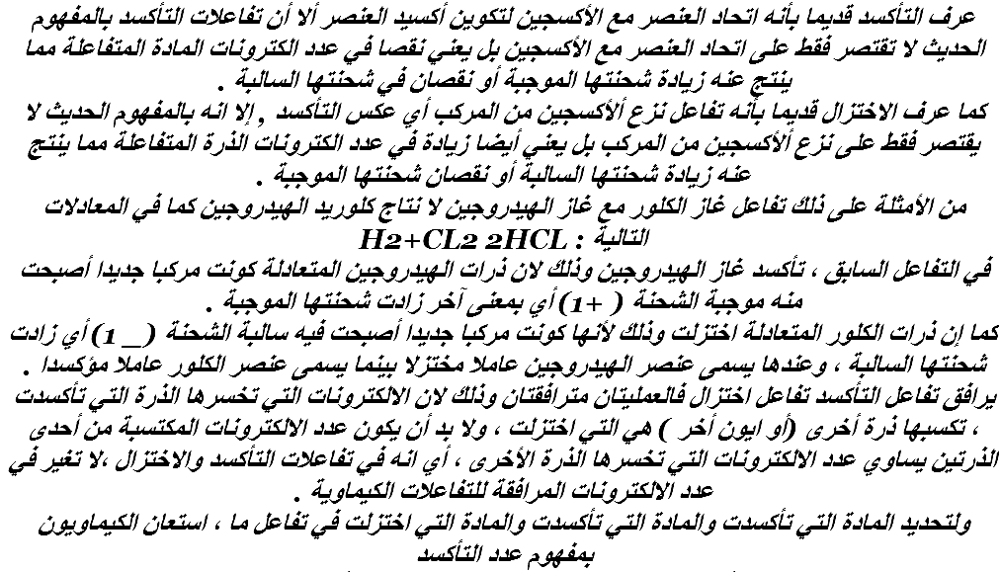 عرف التأكسد قديما بأنه اتحاد العنصر مع الأكسجين لتكوين أكسيد العنصر ألا أن تفاعلات التأكسد بالمفهوم
الحديث لا تقتصر فقط على اتحاد العنصر مع الأكسجين بل يعني نقصا في عدد الكترونات المادة المتفاعلة مما
ينتج عنه زيادة شحنتها الموجبة أو نقصان في شحنتها السالبة .
كما عرف الاختزال قديما بأنه تفاعل نزع ألأكسجين من المركب أي عكس التأكسد , إلا انه بالمفهوم الحديث لا
يقتصر فقط على نزع ألأكسجين من المركب بل يعني أيضا زيادة في عدد الكترونات الذرة المتفاعلة مما ينتج
عنه زيادة شحنتها السالبة أو نقصان شحنتها الموجبة .
من الأمثلة على ذلك تفاعل غاز الكلور مع غاز الهيدروجين لا نتاج كلوريد الهيدروجين كما في المعادلات
التالية : H2+CL2 2HCL
في التفاعل السابق ، تأكسد غاز الهيدروجين وذلك لان ذرات الهيدروجين المتعادلة كونت مركبا جديدا أصبحت
منه موجبة الشحنة ( +1) أي بمعنى آخر زادت شحنتها الموجبة .
كما إن ذرات الكلور المتعادلة اختزلت وذلك لأنها كونت مركبا جديدا أصبحت فيه سالبة الشحنة (_ 1) أي زادت
شحنتها السالبة ، وعندها يسمى عنصر الهيدروجين عاملا مختزلا بينما يسمى عنصر الكلور عاملا مؤكسدا .
يرافق تفاعل التأكسد تفاعل اختزال فالعمليتان مترافقتان وذلك لان الالكترونات التي تخسرها الذرة التي تأكسدت
، تكسبها ذرة أخرى (أو ايون أخر ) هي التي اختزلت ، ولا بد أن يكون عدد الالكترونات المكتسبة من أحدى
الذرتين يساوي عدد الالكترونات التي تخسرها الذرة الأخرى ، أي انه في تفاعلات التأكسد والاختزال ،لا تغير في
عدد الالكترونات المرافقة للتفاعلات الكيماوية .
ولتحديد المادة التي تأكسدت والمادة التي تأكسدت والمادة التي اختزلت في تفاعل ما ، استعان الكيماويون
بمفهوم عدد التأكسد